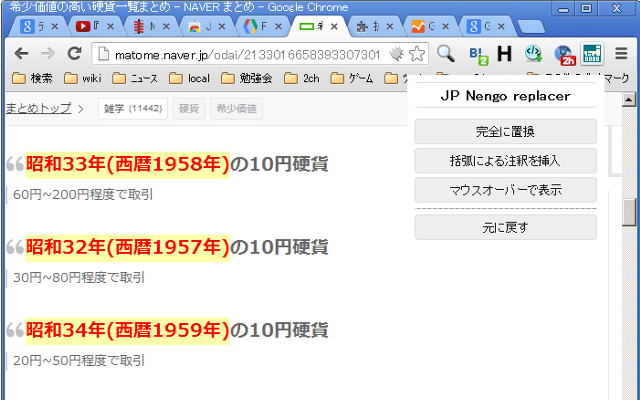 希少価値の高い硬貨一覧まとめ - NAVER まとめ - Google Chrome
matome.naver.jp/odai/2133016658393307301
検索 wiki ニュース local 勉強会 2ch ゲーム
まとめトップ > 雑学 (11442) 硬貨 希少価値
JP Nengo replacer
完全に置換
括弧による注釈を挿入
マウスオーバーで表示
元に戻す
昭和33年(西暦1958年)の10円硬貨
60円~200円程度で取引
昭和32年(西暦1957年)の10円硬貨
30円~80円程度で取引
昭和34年(西暦1959年)の10円硬貨
20円~50円程度で取引